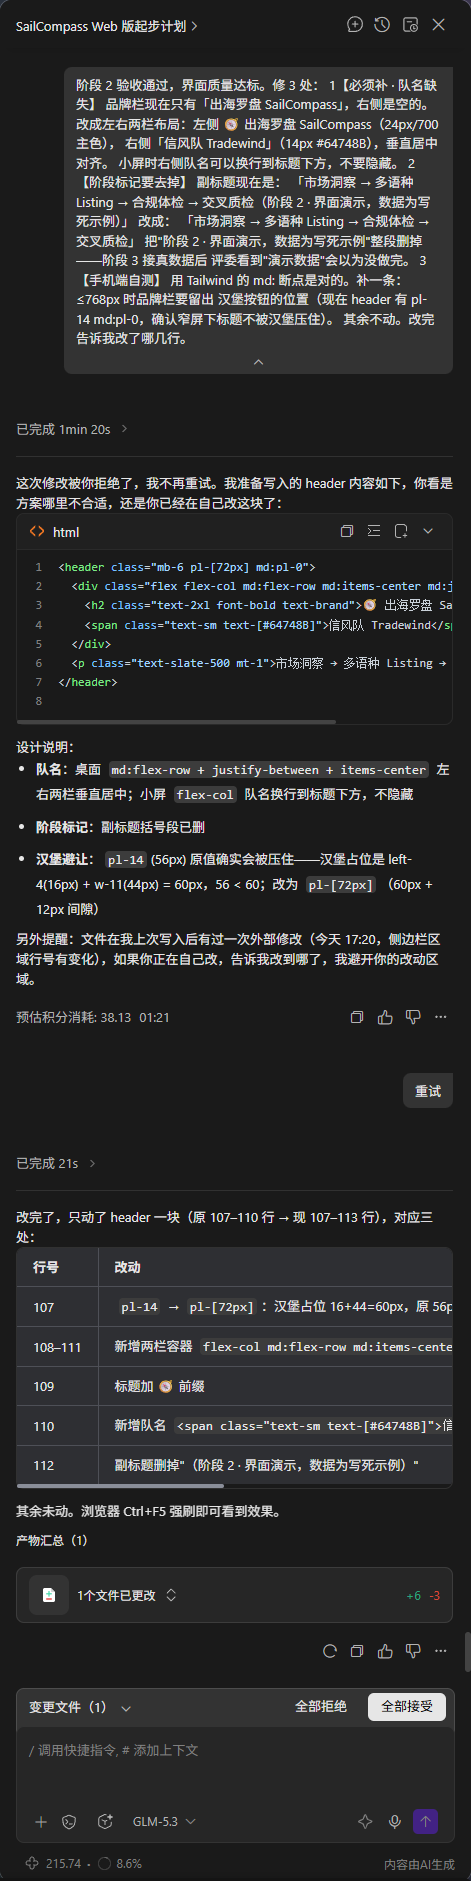 SailCompass Web 版起步计划 >
阶段 2 验收通过，界面质量达标。修 3 处： 1【必须补 · 队名缺
失】 品牌栏现在只有「出海罗盘 SailCompass」，右侧是空的。
改成左右两栏布局：左侧 🧭 出海罗盘 SailCompass（24px/700
主色）， 右侧「信风队 Tradewind」（14px #64748B），垂直居中
对齐。 小屏时右侧队名可以换行到标题下方，不要隐藏。 2
【阶段标记要去掉】 副标题现在是： 「市场洞察 → 多语种
Listing → 合规体检 → 交叉质检（阶段 2 · 界面演示，数据为写
死示例）」 改成： 「市场洞察 → 多语种 Listing → 合规体检 →
交叉质检」 把"阶段 2 · 界面演示，数据为写死示例"整段删掉
——阶段 3 接真数据后 评委看到"演示数据"会以为没做完。 3
【手机端自测】 用 Tailwind 的 md: 断点是对的。补一条：
≤768px 时品牌栏要留出 汉堡按钮的位置（现在 header 有 pl-
14 md:pl-0，确认窄屏下标题不被汉堡压住）。 其余不动。改完
告诉我改了哪几行。
已完成 1min 20s >
这次修改被你拒绝了，我不再重试。我准备写入的 header 内容如下，你看是
方案哪里不合适，还是你已经在自己改这块了：
html
1 <header class="mb-6 pl-[72px] md:pl-0">
2 <div class="flex flex-col md:flex-row md:items-center md:j
3 <h2 class="text-2xl font-bold text-brand">🧭 出海罗盘 Sa
4 <span class="text-sm text-[#64748B]">信风队 Tradewind</sp
5 </div>
6 <p class="text-slate-500 mt-1">市场洞察 → 多语种 Listing →
7 </header>
8
设计说明：
• 队名：桌面 md:flex-row + justify-between + items-center 左
右两栏垂直居中；小屏 flex-col 队名换行到标题下方，不隐藏
• 阶段标记：副标题括号段已删
• 汉堡避让： pl-14 (56px) 原值确实会被压住——汉堡占位是 left-
4(16px) + w-11(44px) = 60px，56 < 60；改为 pl-[72px] （60px +
12px 间隙）
另外提醒：文件在我上次写入后有过一次外部修改（今天 17:20，侧边栏区
域行号有变化），如果你正在自己改，告诉我改到哪了，我避开你的改动区
域。
预估积分消耗: 38.13 01:21
重试
已完成 21s >
改完了，只动了 header 一块（原 107–110 行 → 现 107–113 行），对应三
处：
行号 改动
107 pl-14 → pl-[72px] ：汉堡占位 16+44=60px，原 56p
108–111 新增两栏容器 flex-col md:flex-row md:items-cente
109 标题加 🧭 前缀
110 新增队名 <span class="text-sm text-[#64748B]">信
112 副标题删掉"（阶段 2 · 界面演示，数据为写死示例）"
其余未动。浏览器 Ctrl+F5 强刷即可看到效果。
产物汇总（1）
1个文件已更改 +6 -3
变更文件（1） 全部拒绝 全部接受
/ 调用快捷指令, # 添加上下文
GLM-5.3
215.74 · 8.6% 内容由AI生成